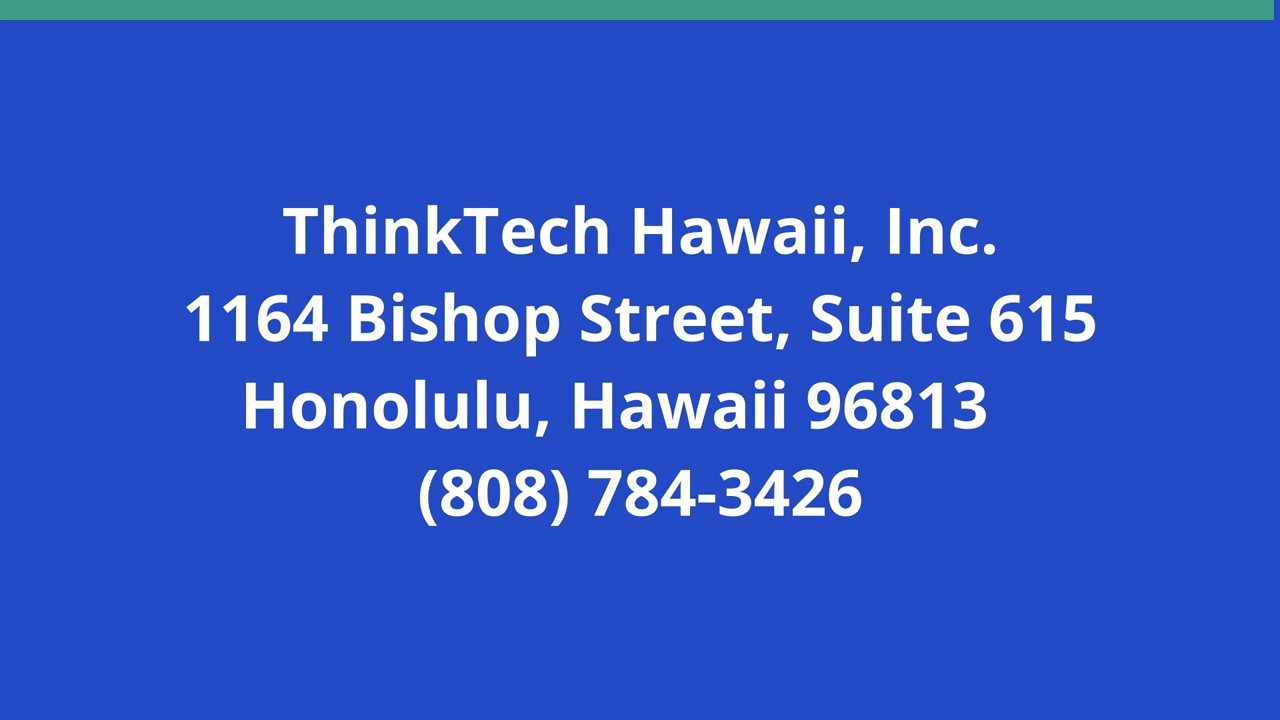 ThinkTech Hawaii, Inc.
1164 Bishop Street, Suite 615
Honolulu, Hawaii 96813
(808) 784-3426